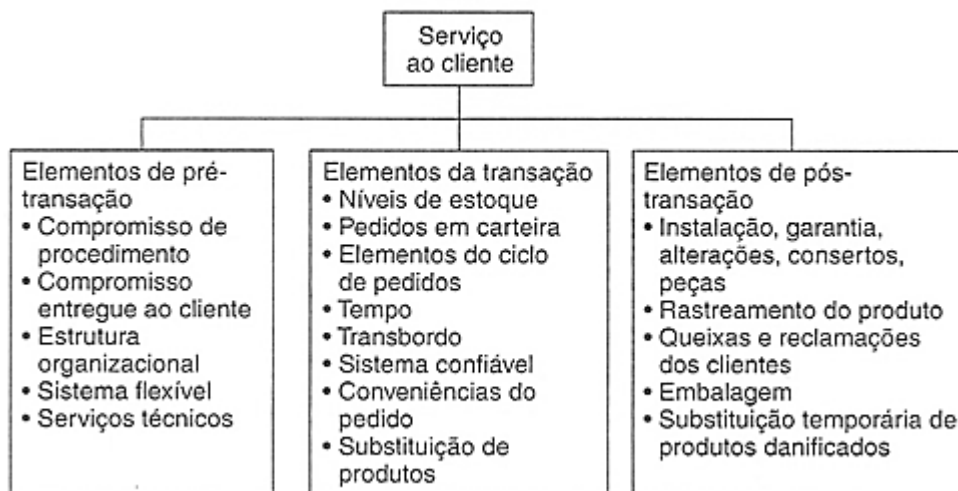 Serviço
ao cliente
Elementos de pré-
transação
• Compromisso de
procedimento
• Compromisso
entregue ao cliente
• Estrutura
organizacional
• Sistema flexível
• Serviços técnicos
Elementos da transação
• Níveis de estoque
• Pedidos em carteira
• Elementos do ciclo
de pedidos
• Tempo
• Transbordo
• Sistema confiável
• Conveniências do
pedido
• Substituição de
produtos
Elementos de pós-
transação
• Instalação, garantia,
alterações, consertos,
peças
• Rastreamento do produto
• Queixas e reclamações
dos clientes
• Embalagem
• Substituição temporária de
produtos danificados